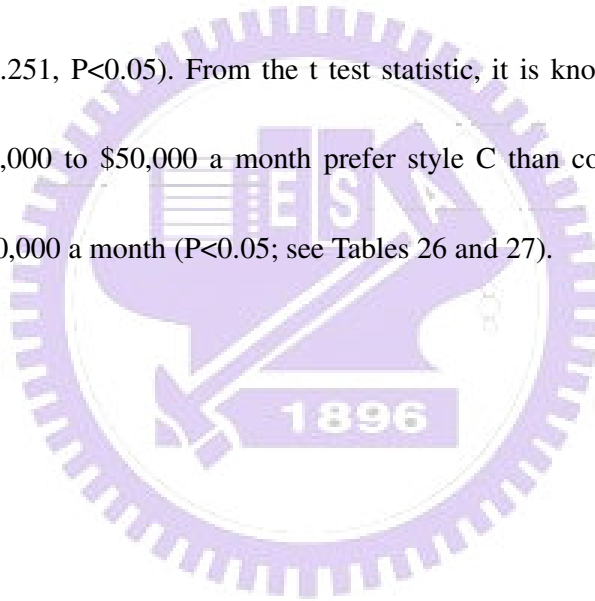 .251, P<0.05). From the t test statistic, it is kno
,000 to $50,000 a month prefer style C than co
0,000 a month (P<0.05; see Tables 26 and 27).
E S A
1896